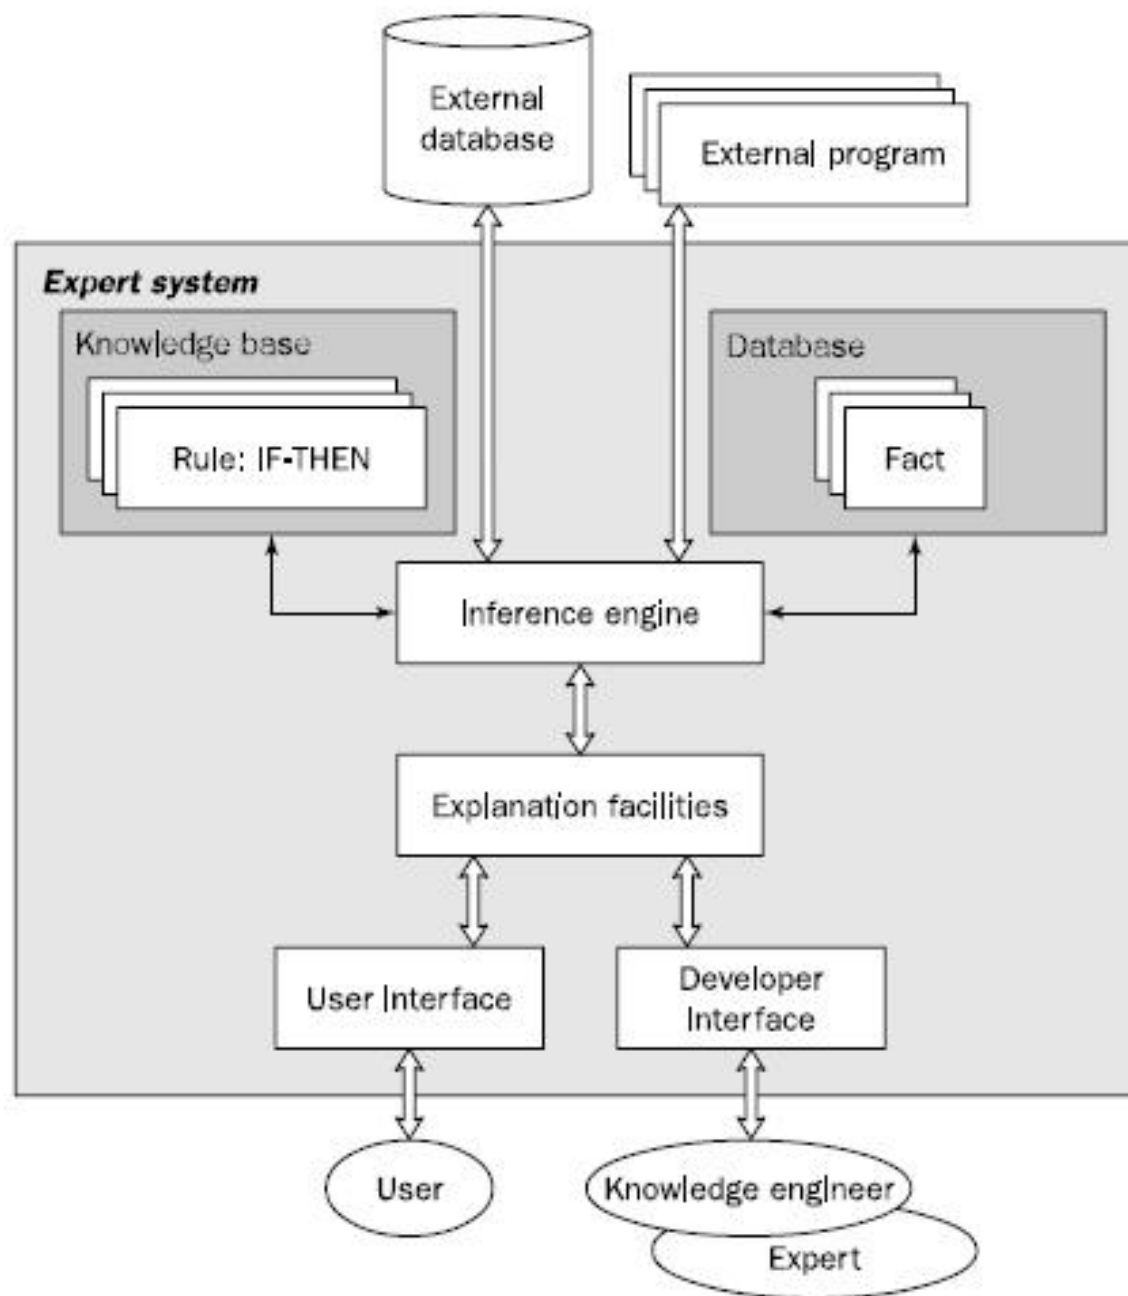 External
database
External program
Expert system
Knowledge base
Rule: IF-THEN
Database
Fact
Inference engine
Explanation facilities
User Interface
Developer
Interface
User
Knowledge engineer
Expert